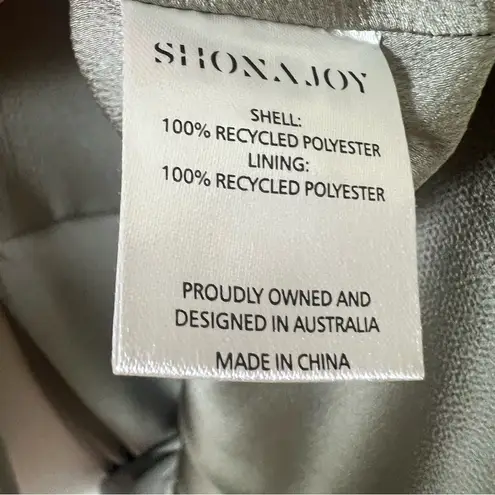 SHONA JOY
SHELL:
100% RECYCLED POLYESTER
LINING:
100% RECYCLED POLYESTER
PROUDLY OWNED AND
DESIGNED IN AUSTRALIA
MADE IN CHINA